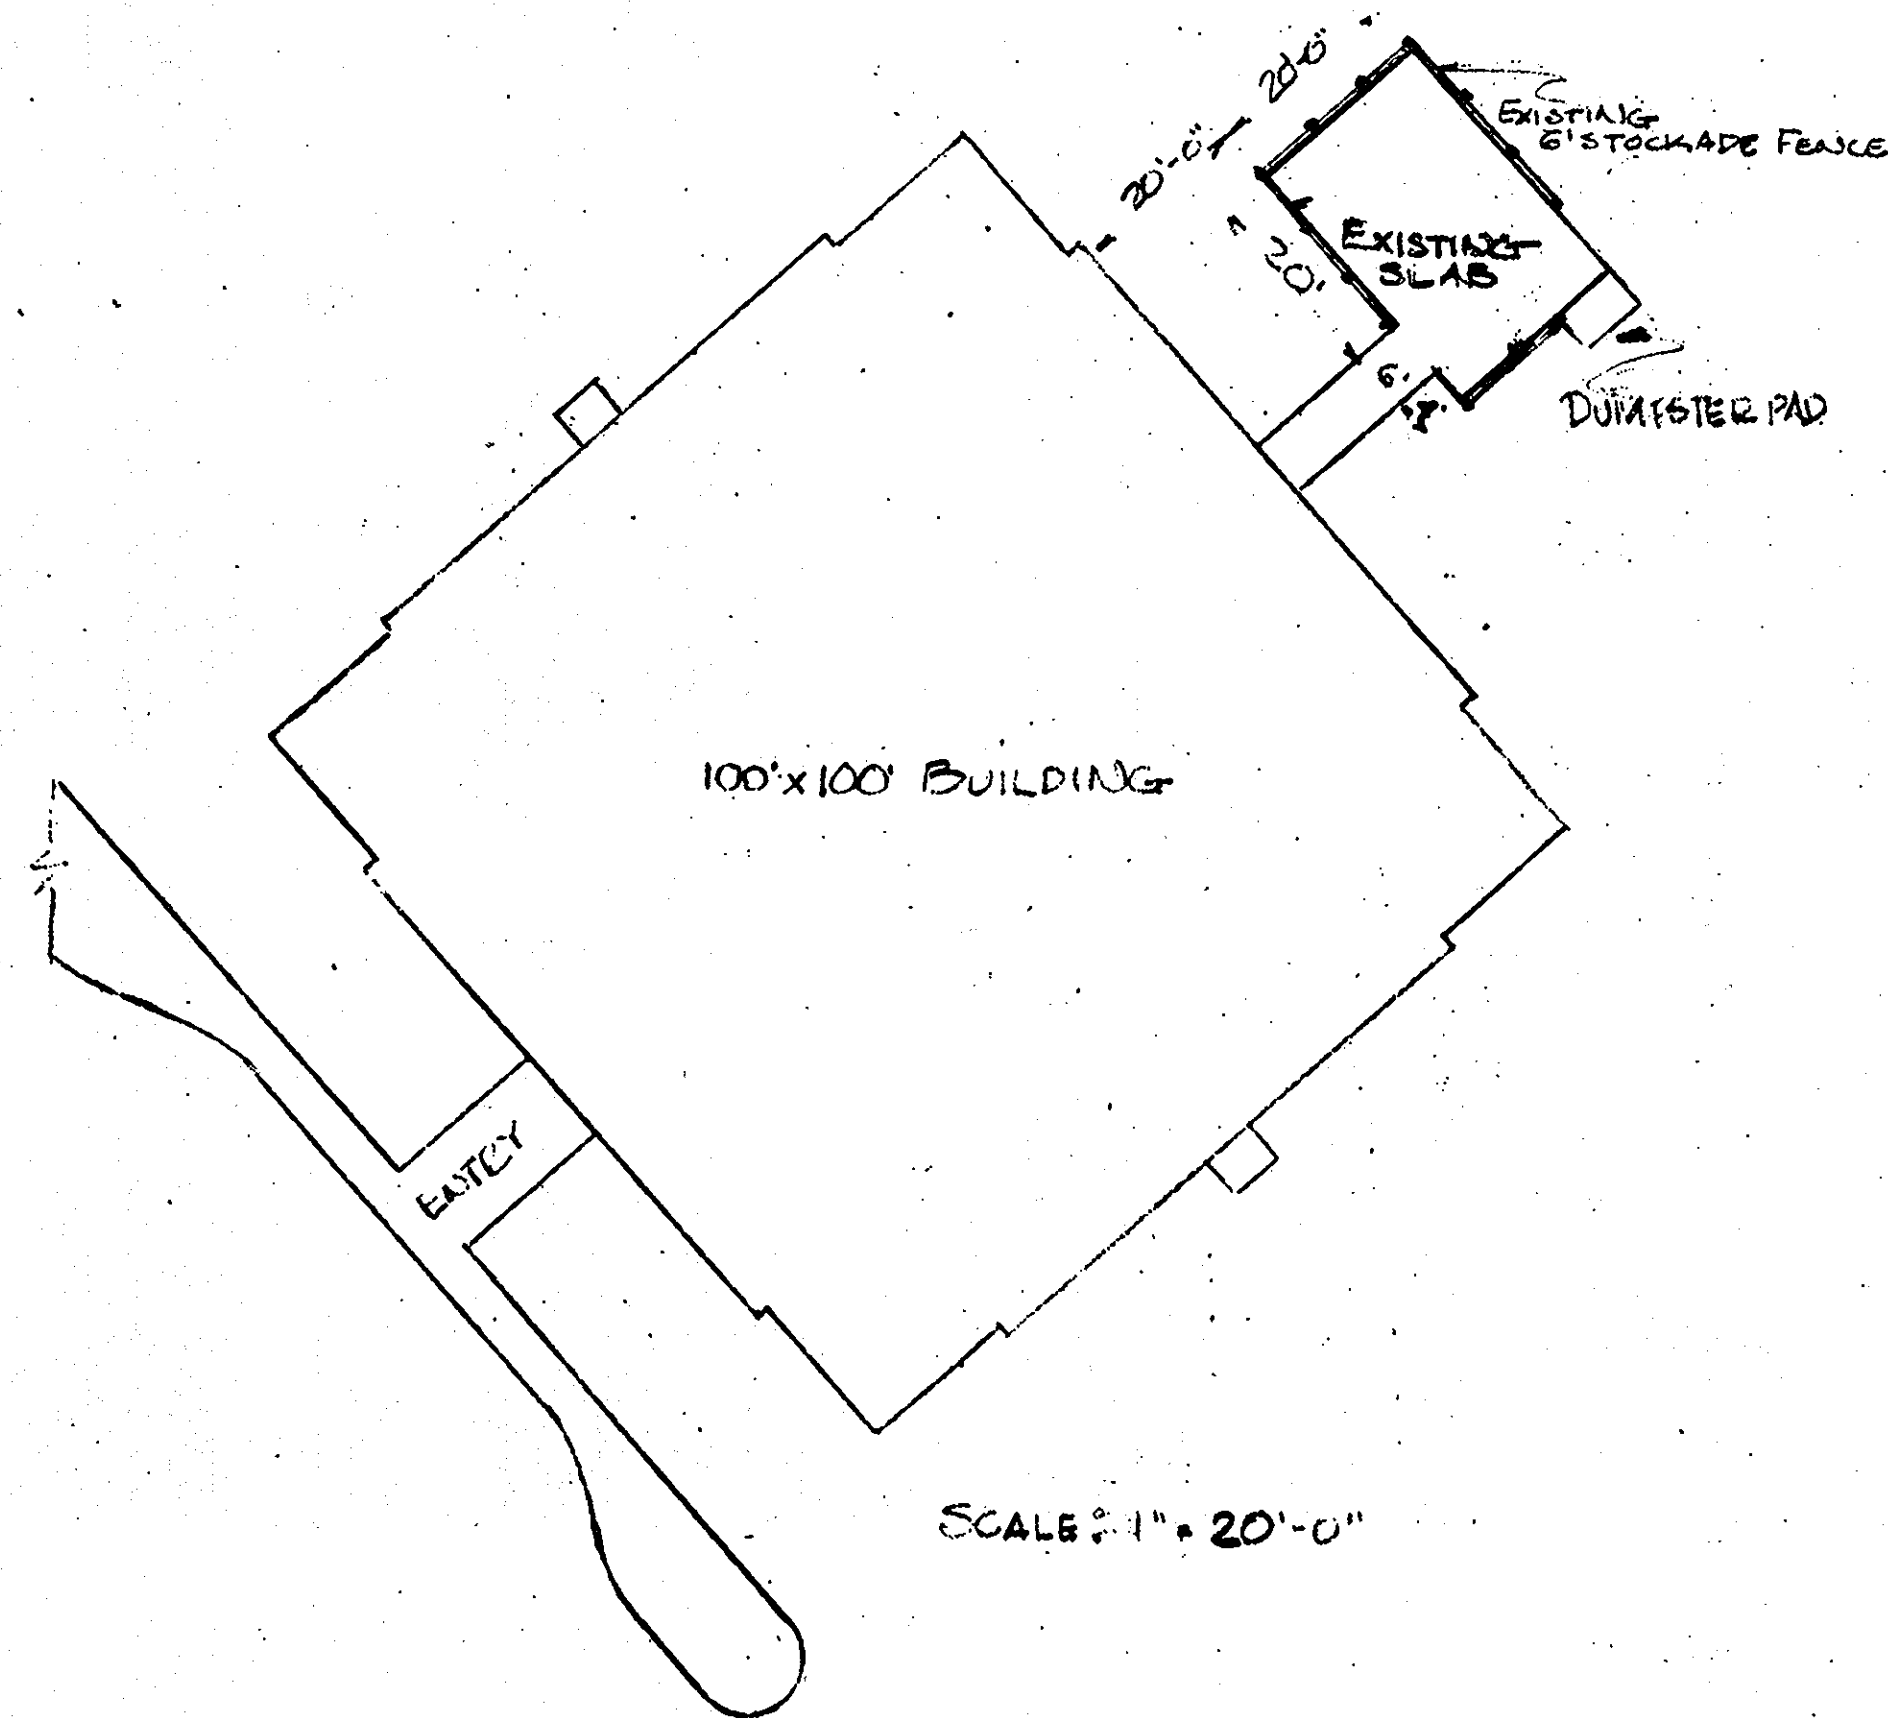 20'-0"
20'-0"
EXISTING
6' STOCKADE FENCE
EXISTING
SLAB
20'
6'
DUMPSTER PAD
100' x 100' BUILDING
ENTRY
SCALE: 1" = 20'-0"